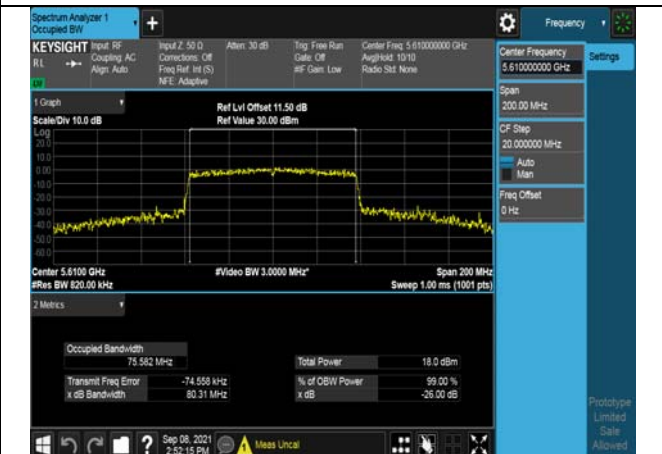 Spectrum Analyzer 1
Occupied BW
+
Frequency
KEYSIGHT Input: RF Input Z: 50 Ω Atten: 30 dB Trig: Free Run Center Freq: 5.610000000 GHz
RL Coupling: AC Corrections: Off Gate: Off Avg|Hold: 10/10
Align: Auto Freq Ref: Int (S) #IF Gain: Low Radio Std: None
NFE: Adaptive
Center Frequency
5.610000000 GHz
Settings
Span
200.00 MHz
CF Step
20.000000 MHz
Auto
Man
Freq Offset
0 Hz
1 Graph
Ref Lvl Offset 11.50 dB
Scale/Div 10.0 dB Ref Value 30.00 dBm
Log
20.0
10.0
0.00
-10.0
-20.0
-30.0
-40.0
-50.0
-60.0
Center 5.6100 GHz #Video BW 3.0000 MHz* Span 200 MHz
#Res BW 820.00 kHz Sweep 1.00 ms (1001 pts)
2 Metrics
Occupied Bandwidth
75.582 MHz Total Power 18.0 dBm
Transmit Freq Error -74.558 kHz % of OBW Power 99.00 %
x dB Bandwidth 80.31 MHz x dB -26.00 dB
Prototype
Limited
Sale
Allowed
? Sep 08, 2021
2:52:15 PM
Meas Uncal